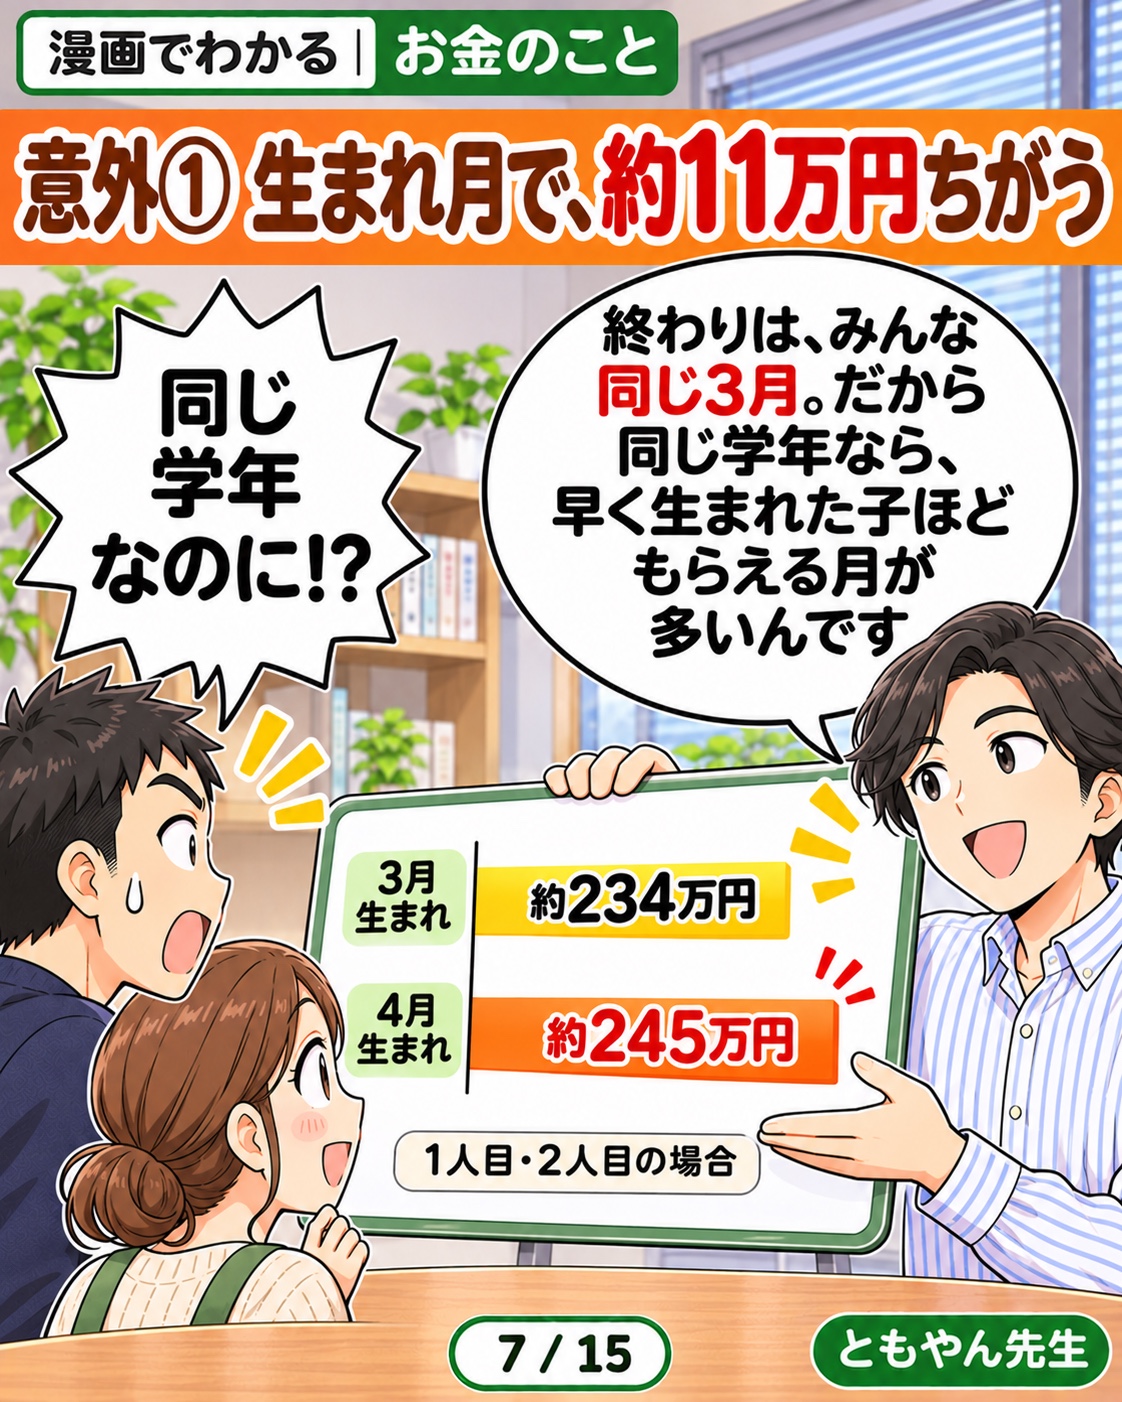 漫画でわかる｜お金のこと
意外① 生まれ月で、約11万円ちがう
同じ
学年
なのに!?
終わりは、みんな
同じ3月。だから
同じ学年なら、
早く生まれた子ほど
もらえる月が
多いんです
3月
生まれ
約234万円
4月
生まれ
約245万円
1人目・2人目の場合
7 / 15
ともやん先生